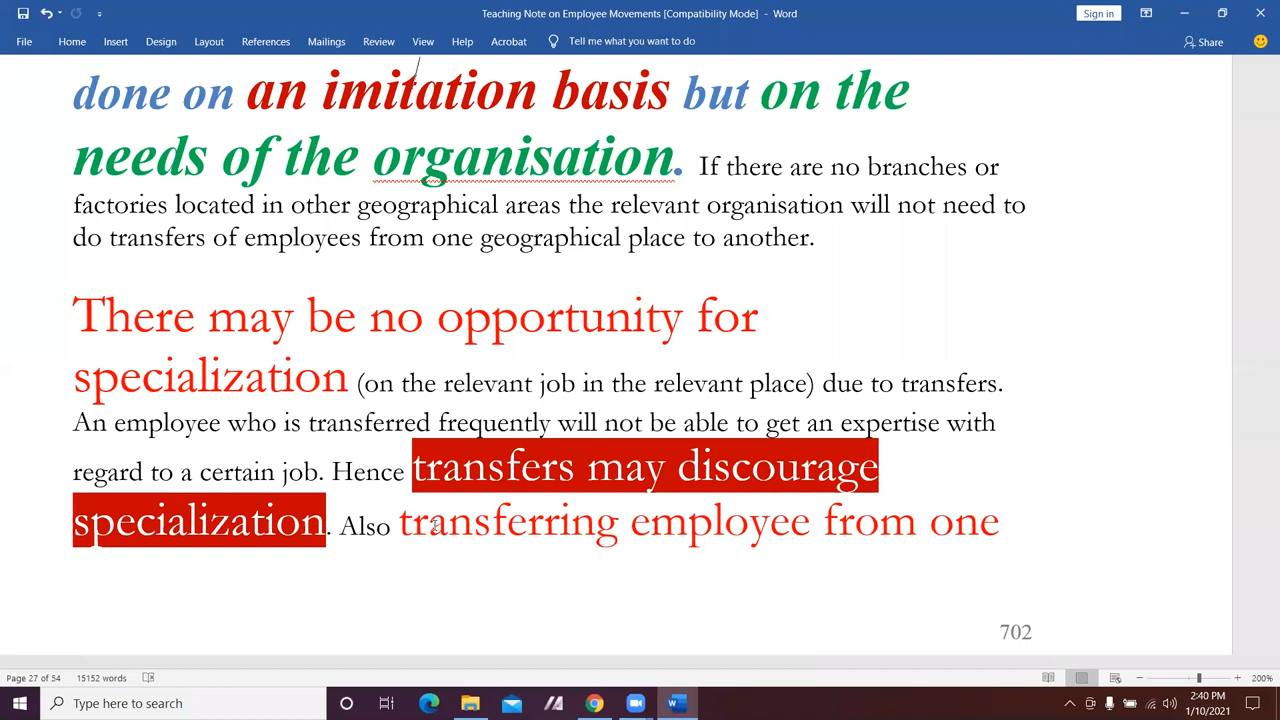 Teaching Note on Employee Movements [Compatibility Mode] - Word
Sign in
File Home Insert Design Layout References Mailings Review View Help Acrobat Tell me what you want to do Share
done on an imitation basis but on the
needs of the organisation. If there are no branches or
factories located in other geographical areas the relevant organisation will not need to
do transfers of employees from one geographical place to another.
There may be no opportunity for
specialization (on the relevant job in the relevant place) due to transfers.
An employee who is transferred frequently will not be able to get an expertise with
regard to a certain job. Hence transfers may discourage
specialization. Also transferring employee from one
702
Page 27 of 54 15152 words 200%
Type here to search
2:40 PM
1/10/2021